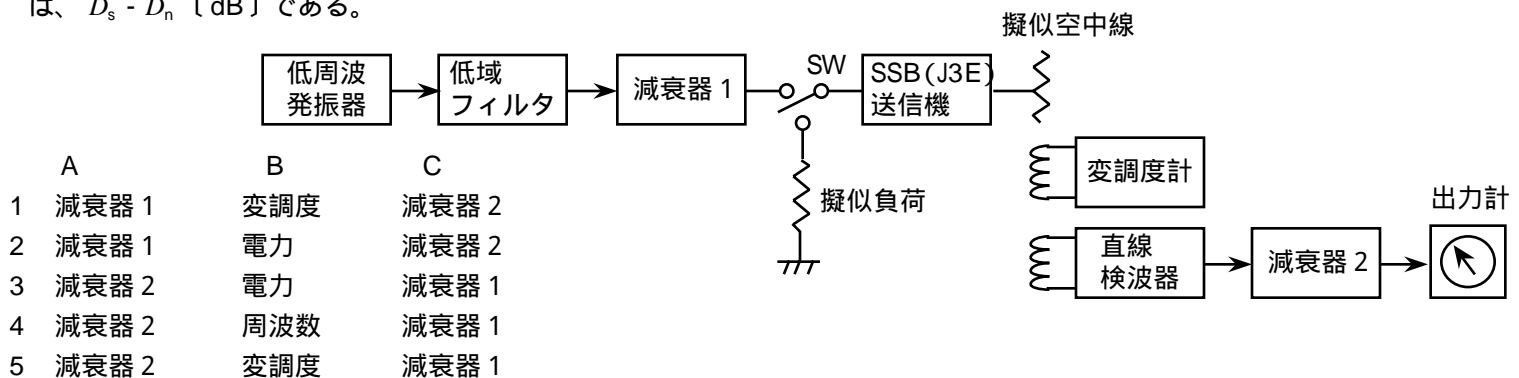 は、 Ds - Dn 〔dB〕である。
擬似空中線
低周波
発振器
低域
フィルタ
減衰器 1
SW
SSB(J3E)
送信機
擬似負荷
変調度計
直線
検波器
減衰器 2
出力計
A B C
1 減衰器 1 変調度 減衰器 2
2 減衰器 1 電力 減衰器 2
3 減衰器 2 電力 減衰器 1
4 減衰器 2 周波数 減衰器 1
5 減衰器 2 変調度 減衰器 1